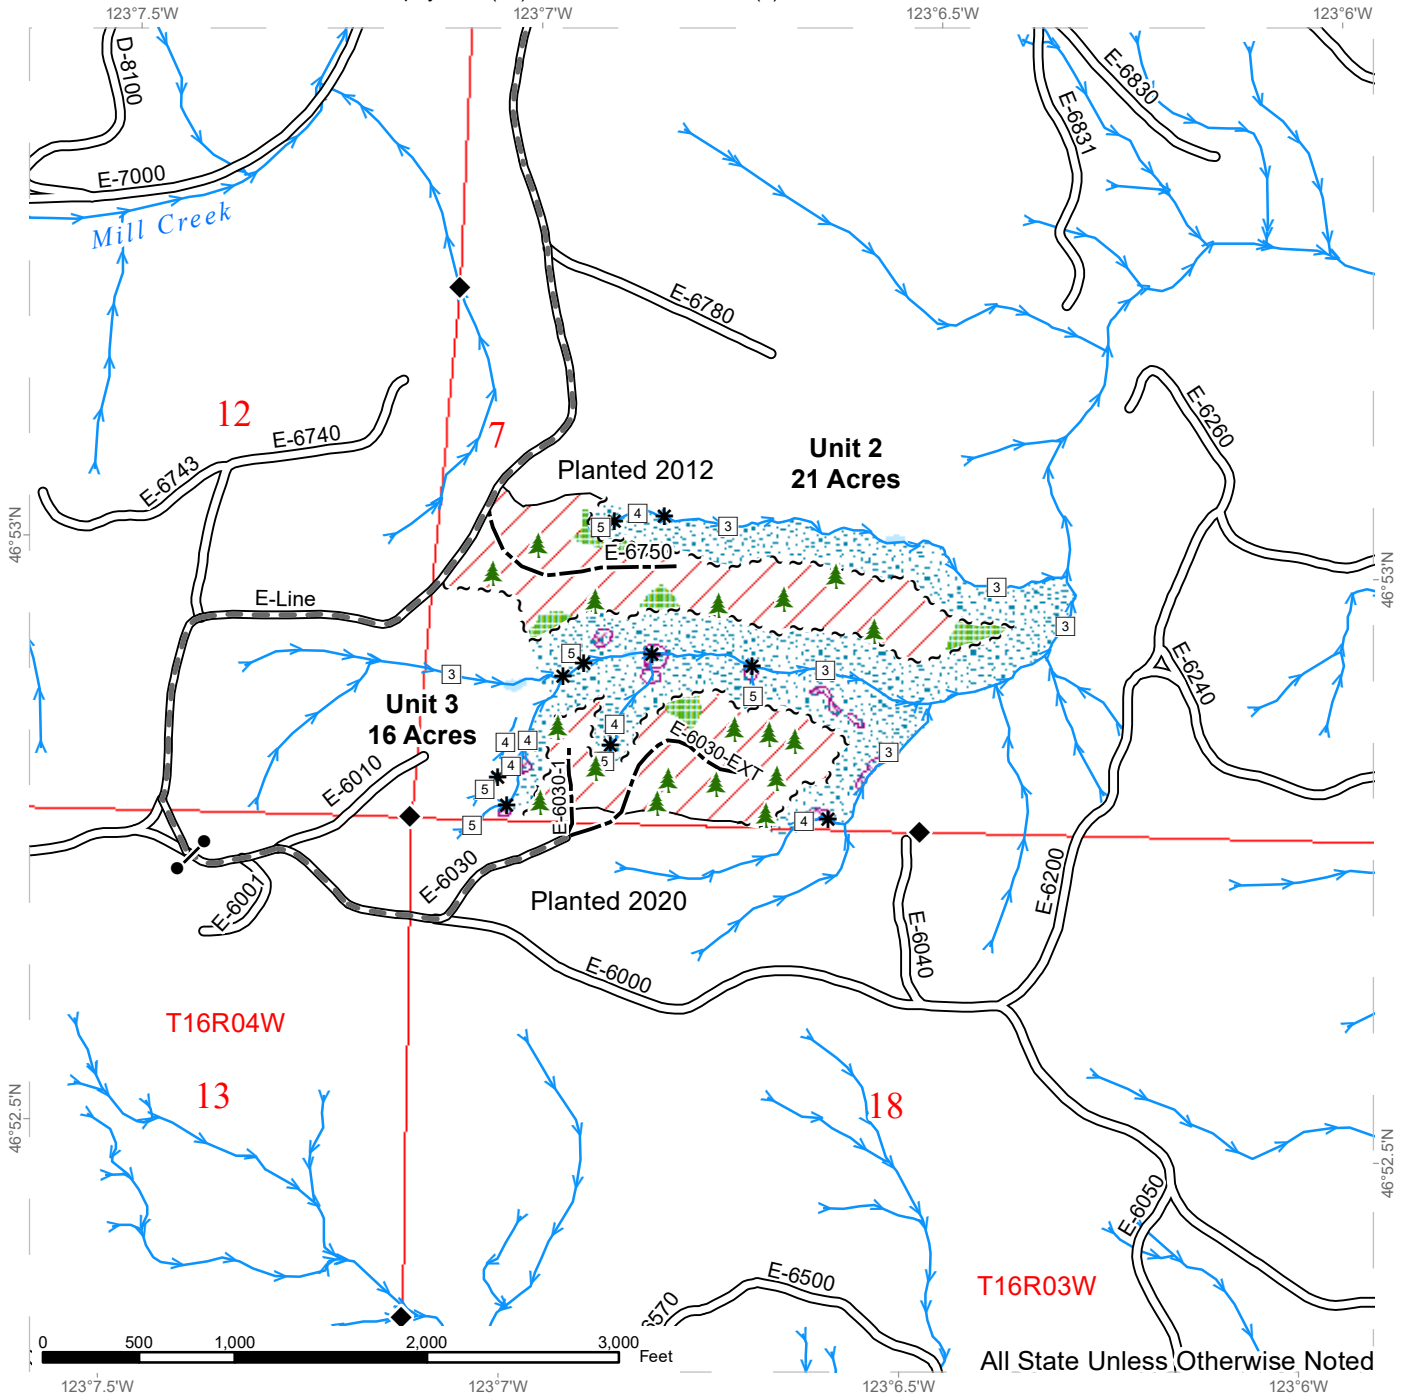 123°7.5'W
123°7'W
123°6.5'W
123°6'W
D-8100
E-6830
E-6831
E-7000
Mill Creek
E-6780
12
E-6740
7
E-6743
E-6260
Unit 2
21 Acres
Planted 2012
46°53'N
46°53'N
5
4
3
E-6750
3
E-Line
3
5
3
3
E-6240
5
Unit 3
16 Acres
4
4
4
4
5
5
5
3
4
E-6030-EXT
E-6030-1
E-6010
E-6030
E-6001
Planted 2020
E-6200
E-6040
E-6000
T16R04W
13
18
46°52.5'N
46°52.5'N
E-6050
E-6500
6570
T16R03W
0 500 1,000 2,000 3,000
Feet
All State Unless Otherwise Noted
123°7.5'W
123°7'W
123°6.5'W
123°6'W